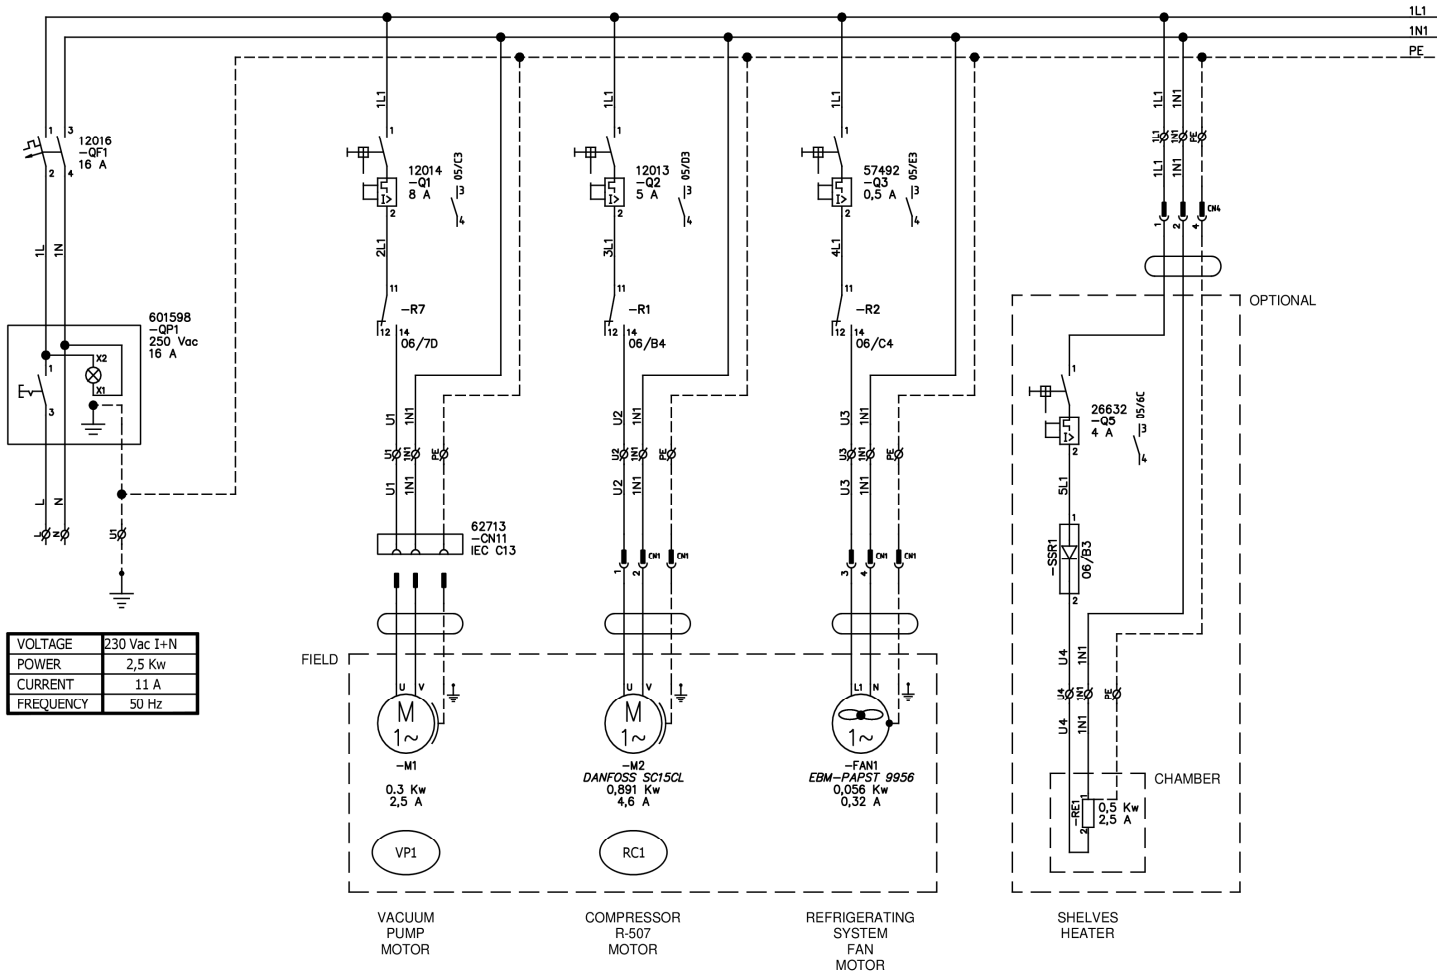 1L1
1N1
PE
1L1
1L1
1L1
1L1
1N1
1
3
12016
-QF1
16 A
2
4
1
12014
-Q1
8 A
I>
2
05/C3
3
4
1
12013
-Q2
5 A
I>
2
05/D3
3
4
1
57492
-Q3
0,5 A
I>
2
05/E3
3
4
1L1
1N1
PE
1L1
1N1
CN4
1
2
4
1L
1N
2L1
3L1
4L1
11
-R7
12
14
06/7D
11
-R1
12
14
06/B4
11
-R2
12
14
06/C4
OPTIONAL
601598
-QP1
250 Vac
16 A
X2
X1
1
3
L
N
L
N
U1
1N1
U1
1N1
PE
U1
1N1
62713
-CN11
IEC C13
U2
1N1
U2
1N1
PE
U2
1N1
CN1
CN1
1
2
U3
1N1
U3
1N1
PE
U3
1N1
CN1
CN1
3
4
1
26632
-Q5
4 A
I>
2
05/6C
3
4
5L1
1
-SSR1
06/B3
2
U4
1N1
U4
1N1
PE
U4
1N1
VOLTAGE 230 Vac I+N
POWER 2,5 Kw
CURRENT 11 A
FREQUENCY 50 Hz
FIELD
U
V
M
1~
-M1
0.3 Kw
2,5 A
VP1
U
V
M
1~
-M2
DANFOSS SC15CL
0,891 Kw
4,6 A
RC1
L1
N
1~
-FAN1
EBM-PAPST 9956
0,056 Kw
0,32 A
CHAMBER
-RE1
1
2
0,5 Kw
2,5 A
VACUUM
PUMP
MOTOR
COMPRESSOR
R-507
MOTOR
REFRIGERATING
SYSTEM
FAN
MOTOR
SHELVES
HEATER